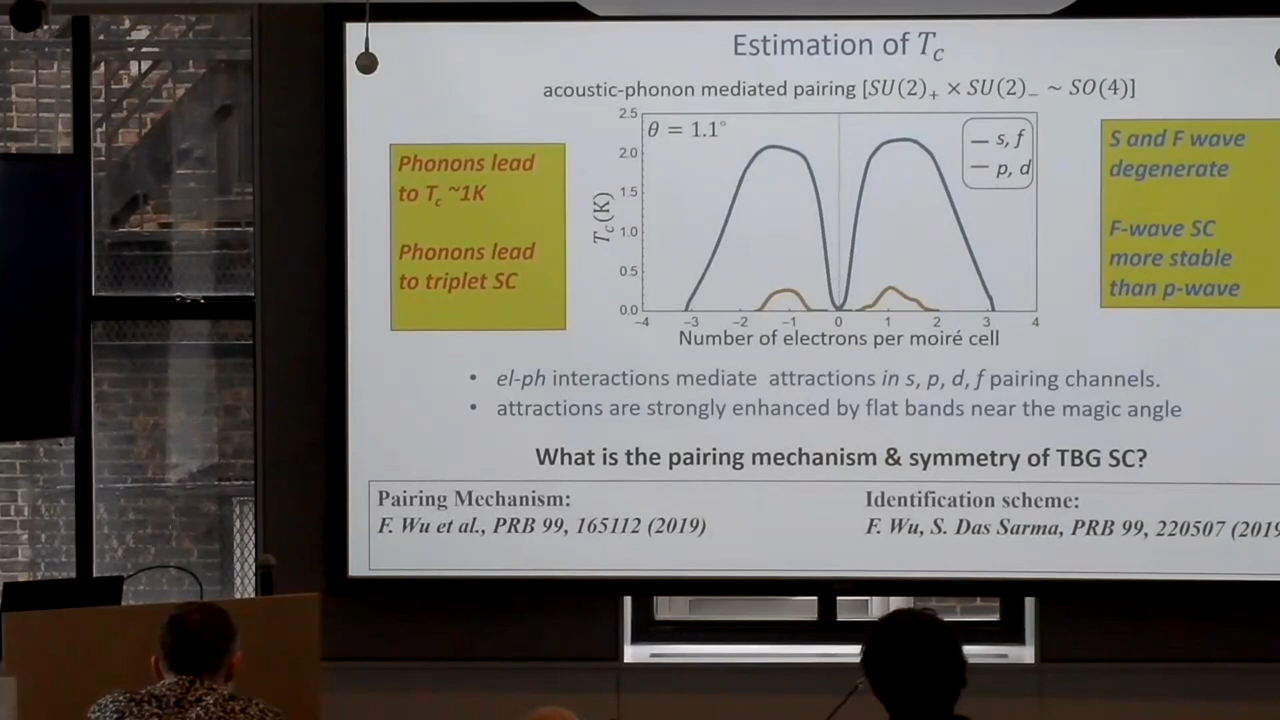 Estimation of T_c
acoustic-phonon mediated pairing [SU(2)₊ × SU(2)₋ ~ SO(4)]
Phonons lead
to T_c ~1K
Phonons lead
to triplet SC
θ = 1.1°
s, f
p, d
T_c(K)
2.5
2.0
1.5
1.0
0.5
0.0
−4 −3 −2 −1 0 1 2 3 4
Number of electrons per moiré cell
S and F wave
degenerate
F-wave SC
more stable
than p-wave
• el-ph interactions mediate attractions in s, p, d, f pairing channels.
• attractions are strongly enhanced by flat bands near the magic angle
What is the pairing mechanism & symmetry of TBG SC?
Pairing Mechanism:
F. Wu et al., PRB 99, 165112 (2019)
Identification scheme:
F. Wu, S. Das Sarma, PRB 99, 220507 (2019